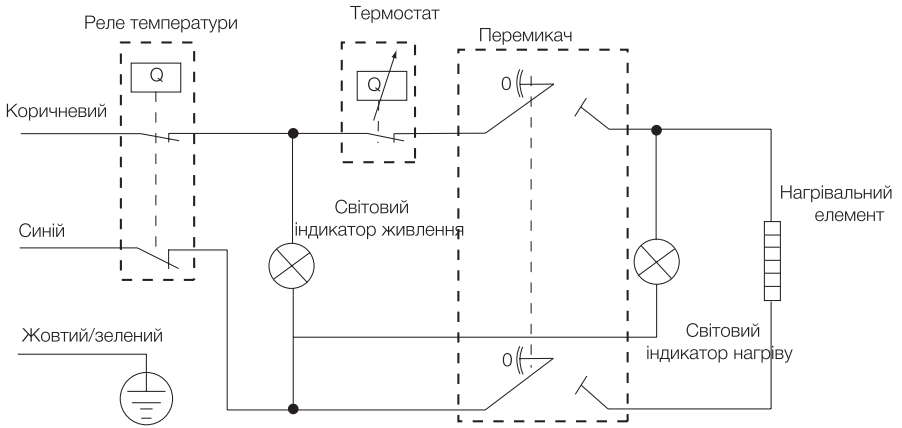 Термостат
Реле температури
Перемикач
Q
Q
0
Коричневий
Нагрівальний
елемент
Світовий
індикатор живлення
Синій
Жовтий/зелений
Світовий
індикатор нагріву
0